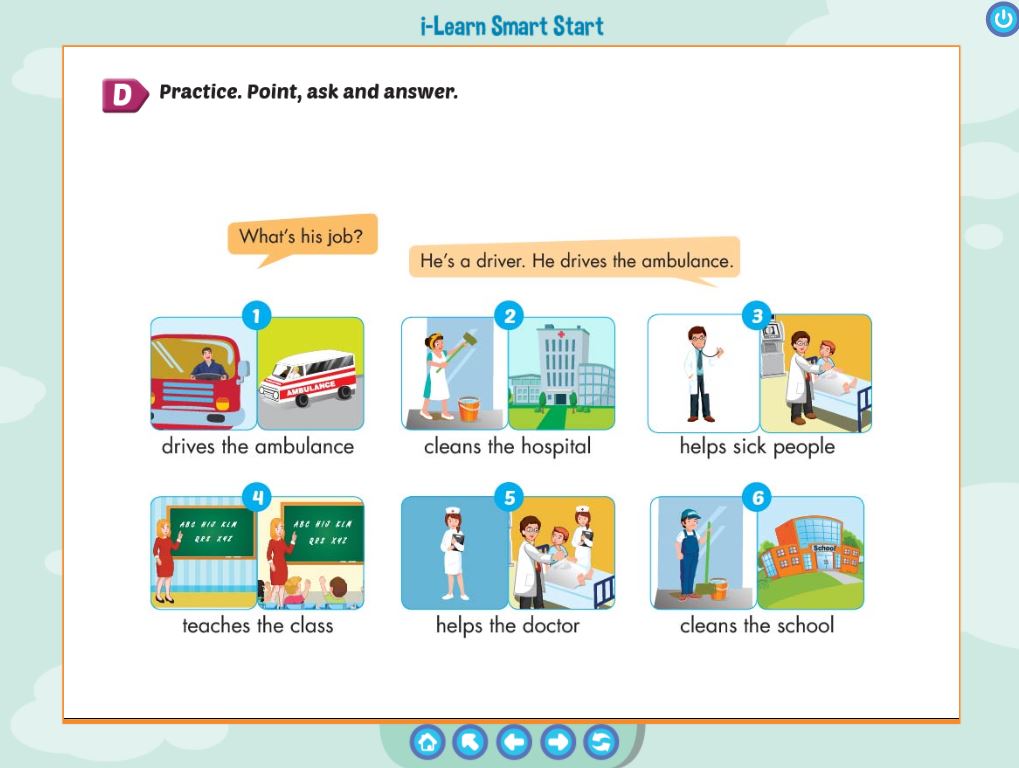 i-Learn Smart Start
D Practice. Point, ask and answer.
What's his job?
He's a driver. He drives the ambulance.
1
AMBULANCE
drives the ambulance
2
cleans the hospital
3
helps sick people
4
ABC HIJ KLM
QRS XYZ
ABC HIJ KLM
QRS XYZ
teaches the class
5
helps the doctor
6
School
cleans the school